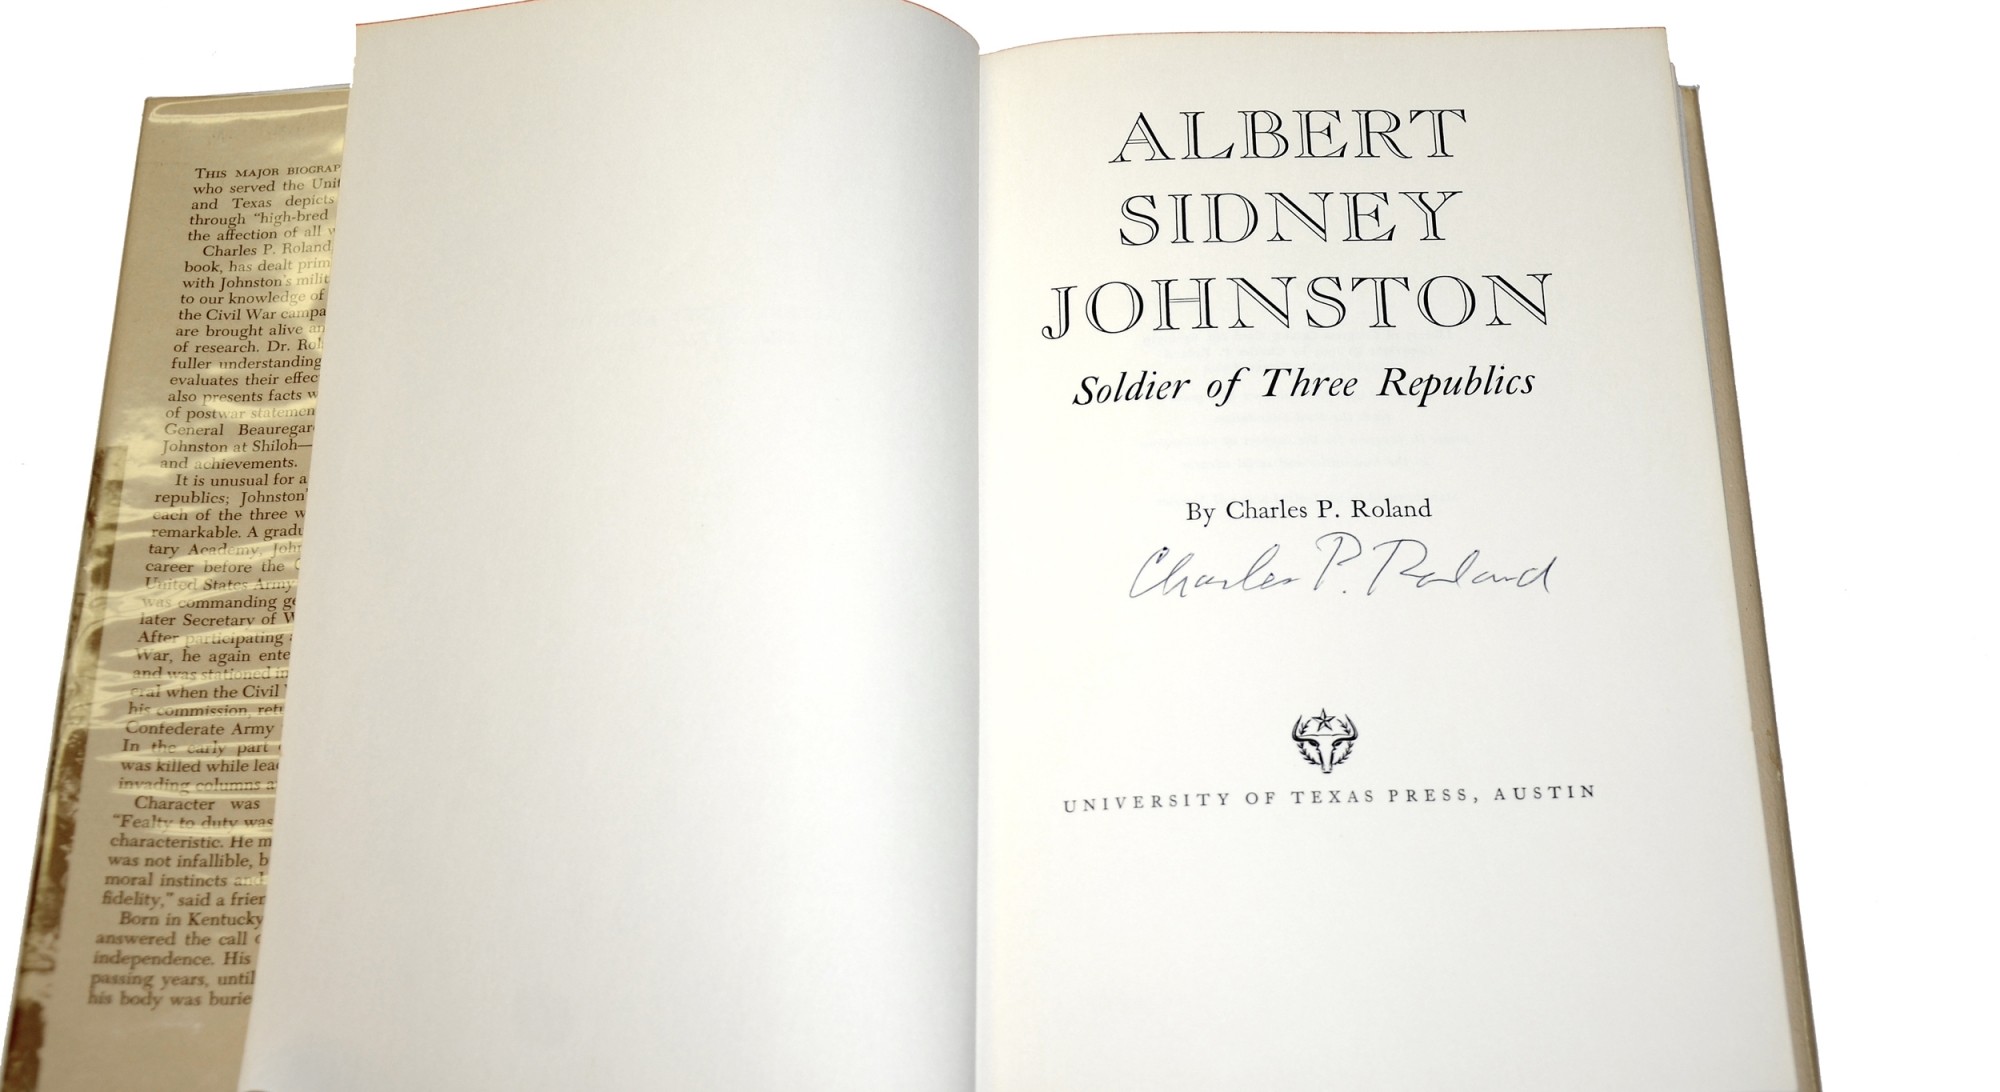 THIS MAJOR BIOGRAP
who served the Unit
and Texas depicts
through "high-bred
the affection of all w
Charles P. Roland,
book, has dealt prim
with Johnston's milit
to our knowledge of
the Civil War campa
are brought alive an
of research. Dr. Rol
fuller understanding
evaluates their effec
also presents facts w
of postwar statemen
General Beauregar
Johnston at Shiloh—
and achievements.
It is unusual for a
republics; Johnston'
each of the three w
remarkable. A gradu
tary Academy, John
career before the C
United States Army
was commanding ge
later Secretary of W
After participating a
War, he again ente
and was stationed in
eral when the Civil
his commission, retu
Confederate Army
In the early part
was killed while lea
invading columns a
Character was
"Fealty to duty was
characteristic. He m
was not infallible, b
moral instincts and
fidelity," said a frien
Born in Kentucky
answered the call o
independence. His
passing years, until
his body was burie
ALBERT
SIDNEY
JOHNSTON
Soldier of Three Republics
By Charles P. Roland
Charles P. Roland
UNIVERSITY OF TEXAS PRESS, AUSTIN